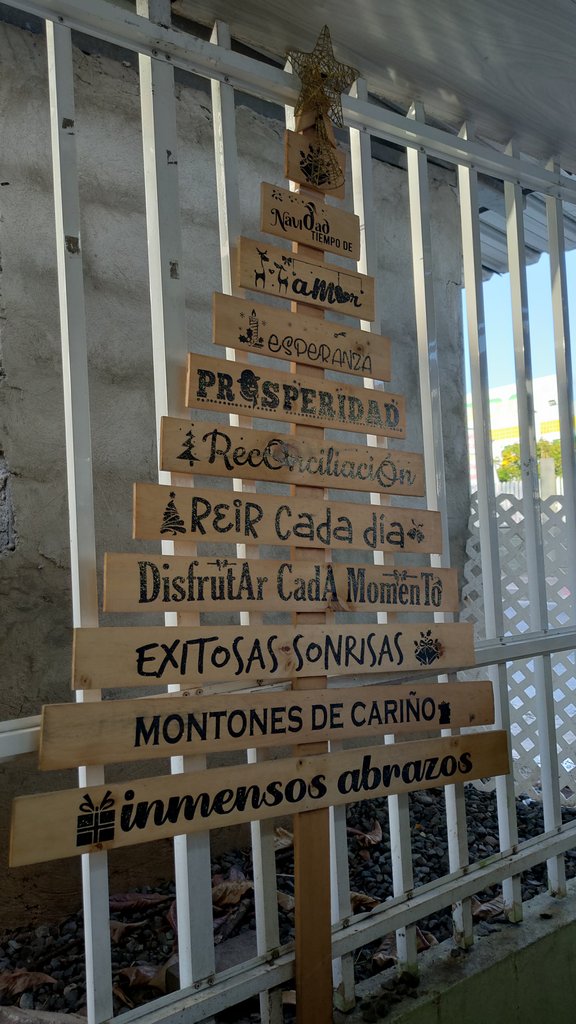 Navidad
TIEMPO DE
amor
ESPERANZA
PROSPERIDAD
RecOnciliaciÓn
REIR Cada día
DisfrutAr CadA MomenTo
EXITOSAS SONRISAS
MONTONES DE CARIÑO
inmensos abrazos